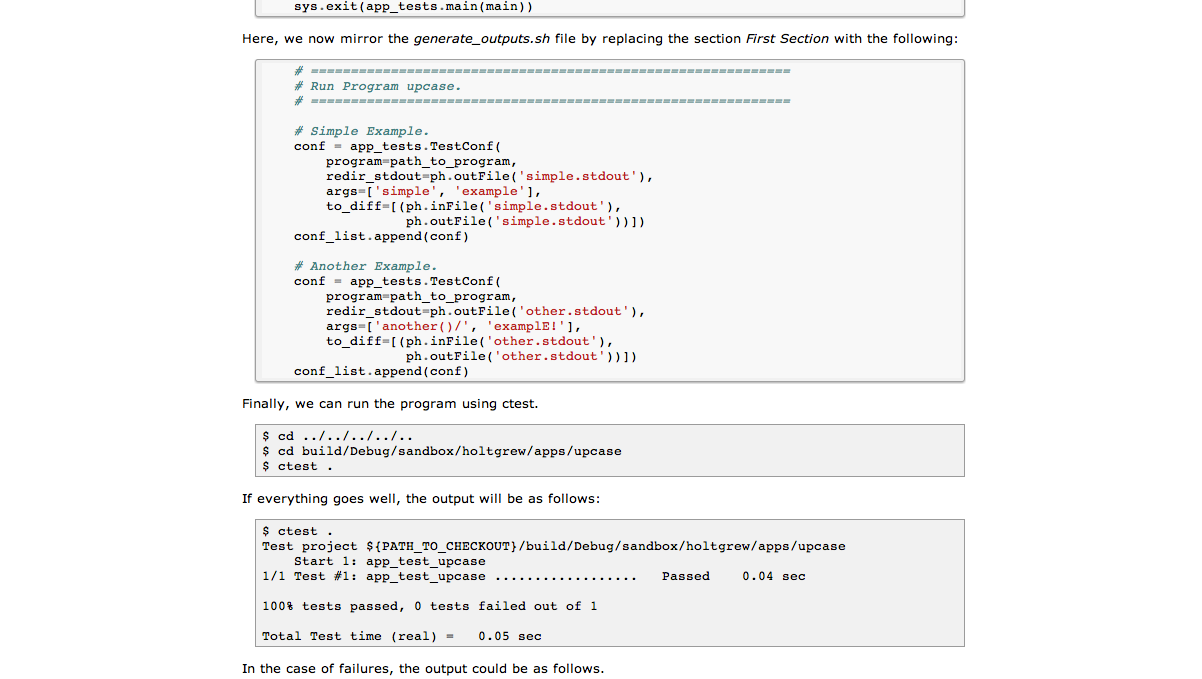 sys.exit(app_tests.main(main))
Here, we now mirror the generate_outputs.sh file by replacing the section First Section with the following:
# ============================================================
# Run Program upcase.
# ============================================================
# Simple Example.
conf = app_tests.TestConf(
program=path_to_program,
redir_stdout=ph.outFile('simple.stdout'),
args=['simple', 'example'],
to_diff=[(ph.inFile('simple.stdout'),
ph.outFile('simple.stdout'))])
conf_list.append(conf)
# Another Example.
conf = app_tests.TestConf(
program=path_to_program,
redir_stdout=ph.outFile('other.stdout'),
args=['another()/', 'examplE!'],
to_diff=[(ph.inFile('other.stdout'),
ph.outFile('other.stdout'))])
conf_list.append(conf)
Finally, we can run the program using ctest.
$ cd ../../../../..
$ cd build/Debug/sandbox/holtgrew/apps/upcase
$ ctest .
If everything goes well, the output will be as follows:
$ ctest .
Test project ${PATH_TO_CHECKOUT}/build/Debug/sandbox/holtgrew/apps/upcase
Start 1: app_test_upcase
1/1 Test #1: app_test_upcase ..................   Passed    0.04 sec
100% tests passed, 0 tests failed out of 1
Total Test time (real) =   0.05 sec
In the case of failures, the output could be as follows.